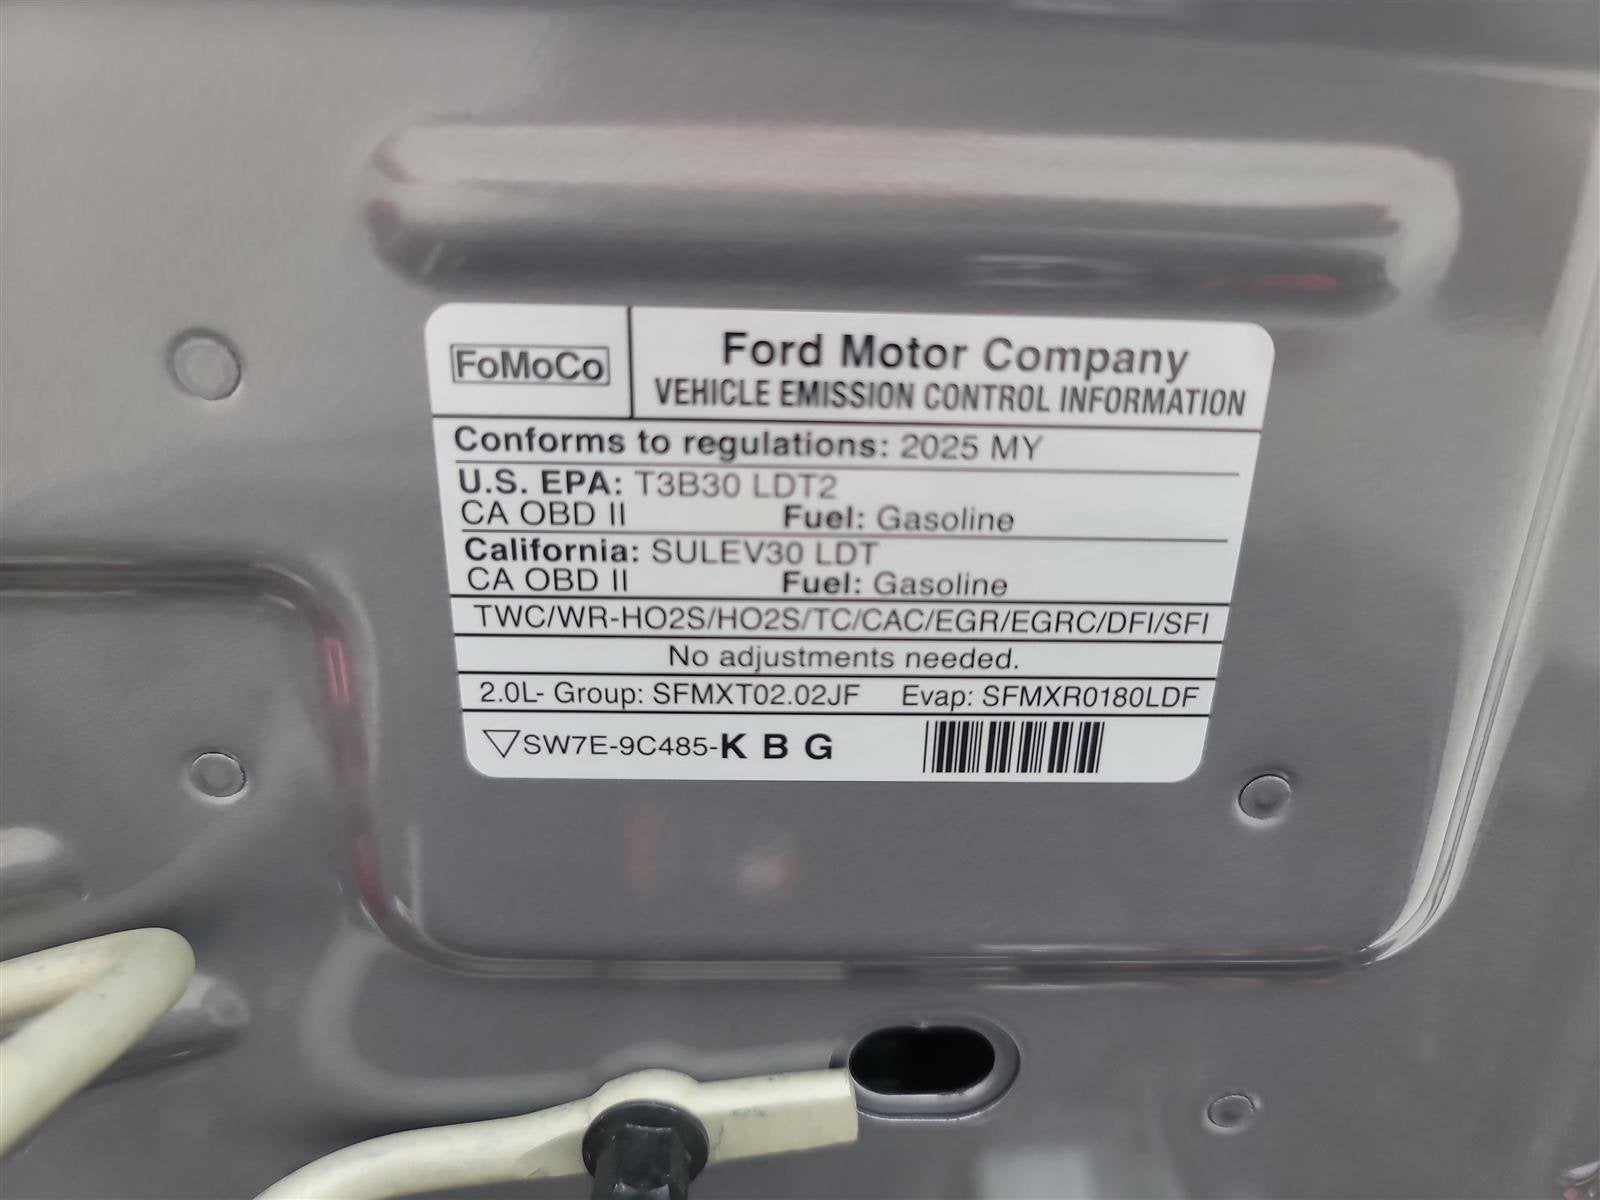 FoMoCo
Ford Motor Company
VEHICLE EMISSION CONTROL INFORMATION
Conforms to regulations: 2025 MY
U.S. EPA: T3B30 LDT2
CA OBD II Fuel: Gasoline
California: SULEV30 LDT
CA OBD II Fuel: Gasoline
TWC/WR-HO2S/HO2S/TC/CAC/EGR/EGRC/DFI/SFI
No adjustments needed.
2.0L- Group: SFMXT02.02JF Evap: SFMXR0180LDF
SW7E-9C485-K B G